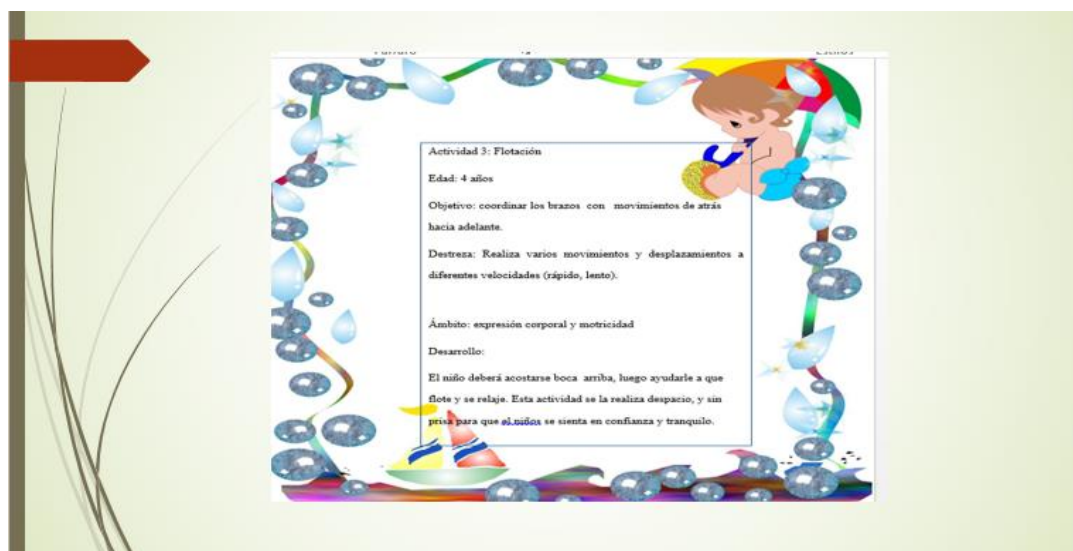 Actividad 3: Flotación
Edad: 4 años
Objetivo: coordinar los brazos con movimientos de atrás
hacia adelante.
Destreza: Realiza varios movimientos y desplazamientos a
diferentes velocidades (rápido, lento).
Ámbito: expresión corporal y motricidad
Desarrollo:
El niño deberá acostarse boca arriba, luego ayudarle a que
flote y se relaje. Esta actividad se la realiza despacio, y sin
prisa para que el niños se sienta en confianza y tranquilo.